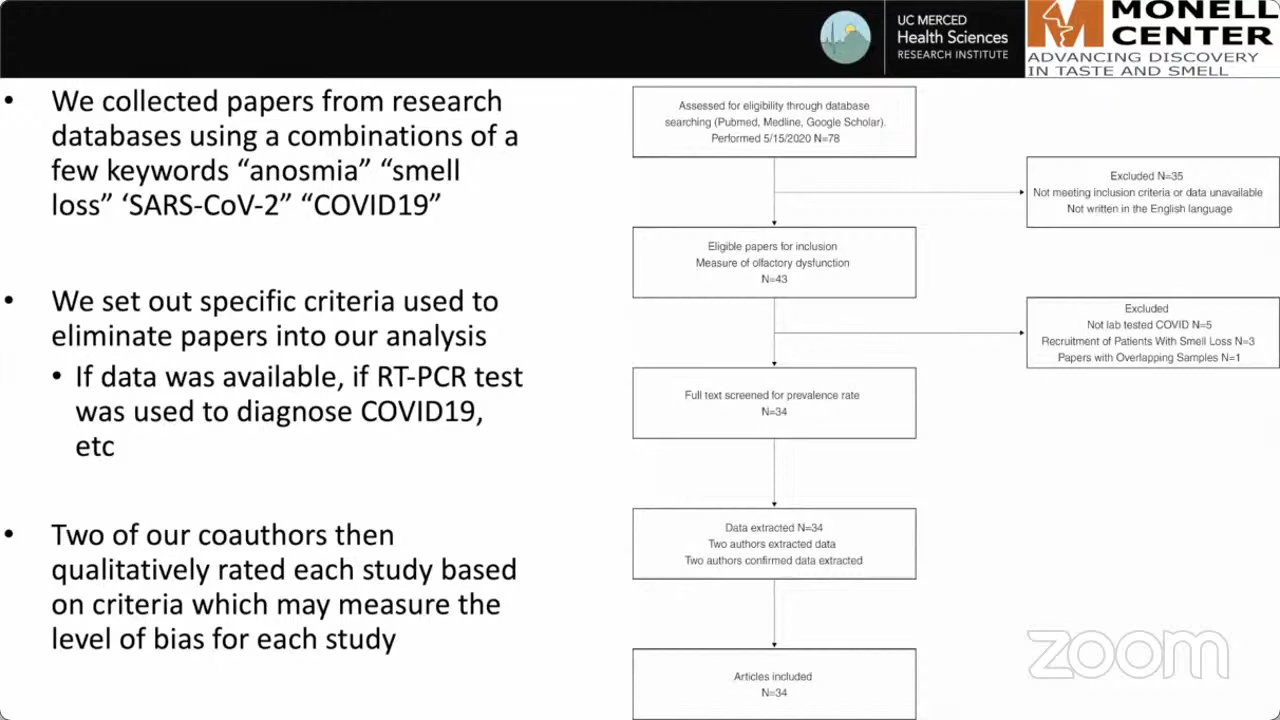 UC MERCED
Health Sciences
RESEARCH INSTITUTE
MONELL
CENTER
ADVANCING DISCOVERY
IN TASTE AND SMELL
• We collected papers from research
databases using a combinations of a
few keywords “anosmia” “smell
loss” ‘SARS-CoV-2” “COVID19”
• We set out specific criteria used to
eliminate papers into our analysis
• If data was available, if RT-PCR test
was used to diagnose COVID19,
etc
• Two of our coauthors then
qualitatively rated each study based
on criteria which may measure the
level of bias for each study
Assessed for eligibility through database
searching (Pubmed, Medline, Google Scholar).
Performed 5/15/2020 N=78
Excluded N=35
Not meeting inclusion criteria or data unavailable
Not written in the English language
Eligible papers for inclusion
Measure of olfactory dysfunction
N=43
Excluded
Not lab tested COVID N=5
Recruitment of Patients With Smell Loss N=3
Papers with Overlapping Samples N=1
Full text screened for prevalence rate
N=34
Data extracted N=34
Two authors extracted data
Two authors confirmed data extracted
Articles included
N=34
zoom